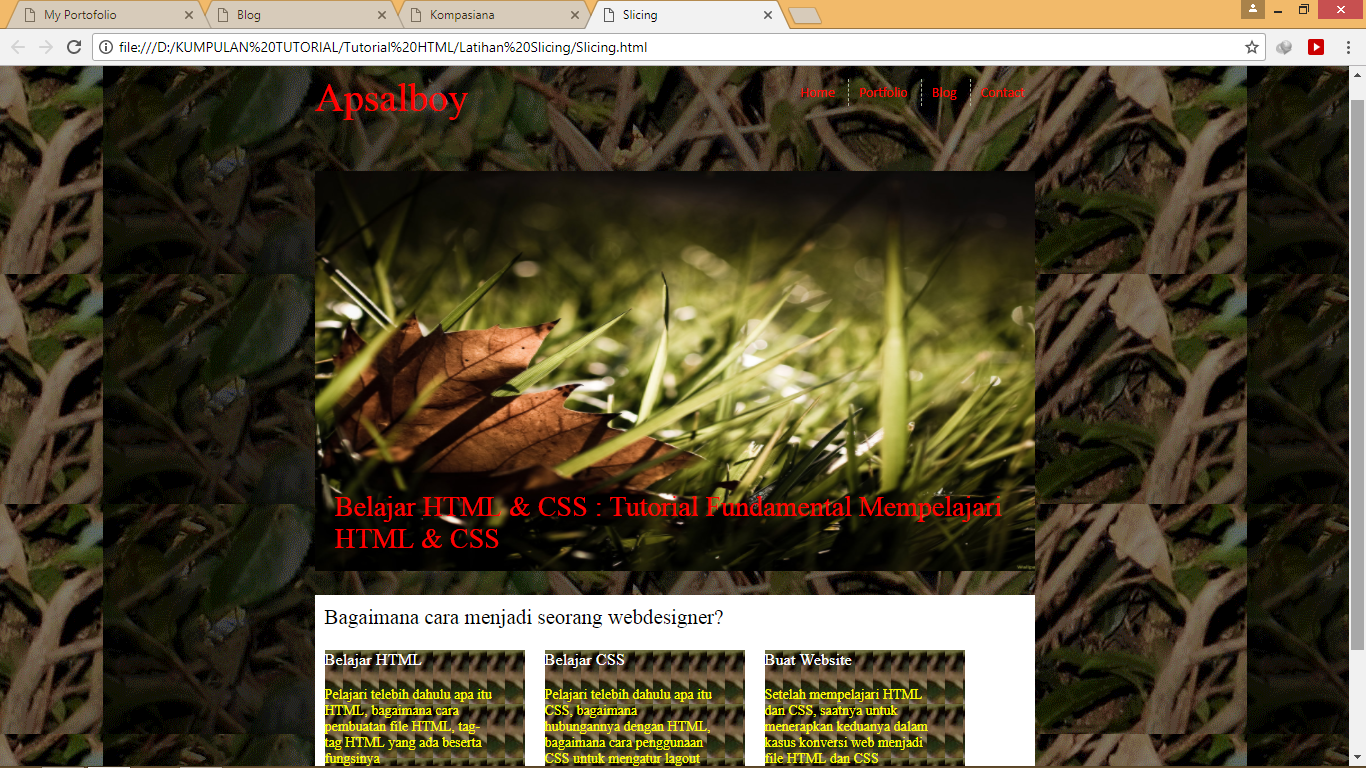 My Portofolio
Blog
Kompasiana
Slicing
file:///D:/KUMPULAN%20TUTORIAL/Tutorial%20HTML/Latihan%20Slicing/Slicing.html
Apsalboy
Home Portfolio Blog Contact
Belajar HTML & CSS : Tutorial Fundamental Mempelajari
HTML & CSS
Bagaimana cara menjadi seorang webdesigner?
Belajar HTML
Pelajari telebih dahulu apa itu
HTML, bagaimana cara
pembuatan file HTML, tag-
tag HTML yang ada beserta
fungsinya
Belajar CSS
Pelajari telebih dahulu apa itu
CSS, bagaimana
hubungannya dengan HTML,
bagaimana cara penggunaan
CSS untuk mengatur lagout
Buat Website
Setelah mempelajari HTML
dan CSS, saatnya untuk
menerapkan keduanya dalam
kasus konversi web menjadi
file HTML dan CSS